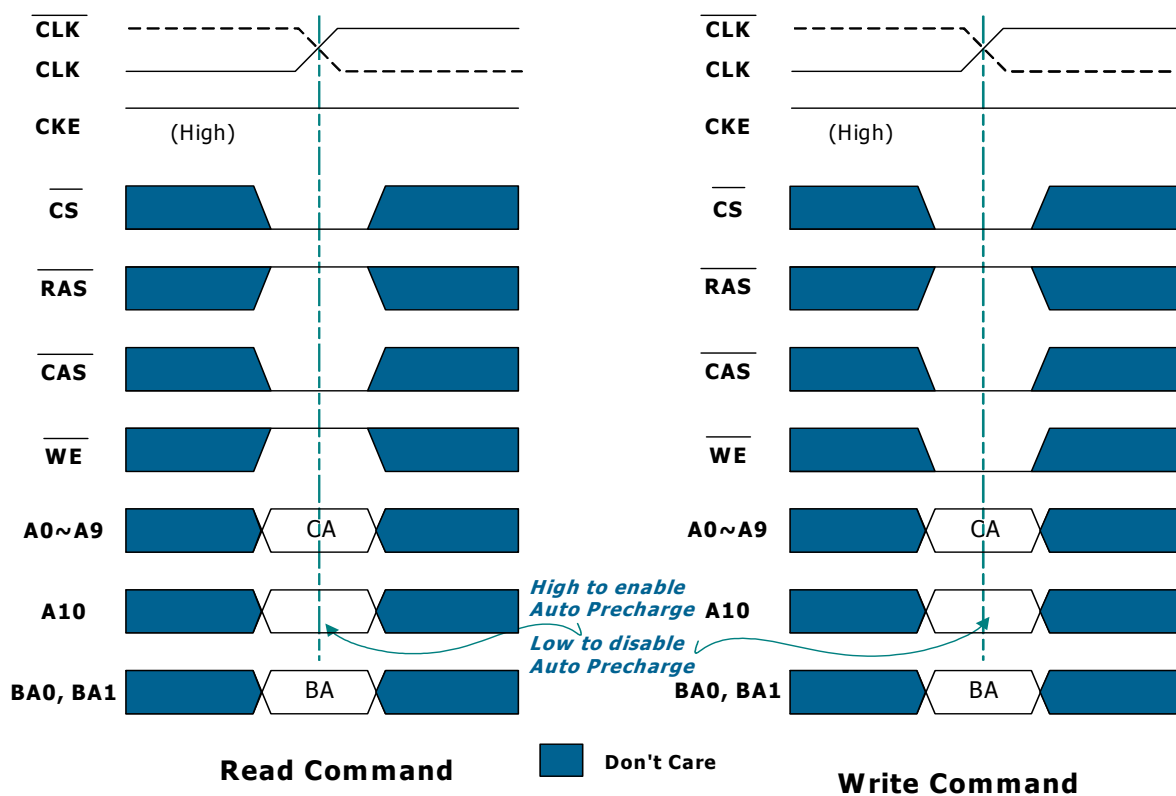 CLK
CLK
CKE
(High)
CS
RAS
CAS
WE
A0~A9
CA
A10
BA0, BA1
BA
Read Command
High to enable
Auto Precharge
Low to disable
Auto Precharge
Don't Care
CLK
CLK
CKE
(High)
CS
RAS
CAS
WE
A0~A9
CA
A10
BA0, BA1
BA
Write Command